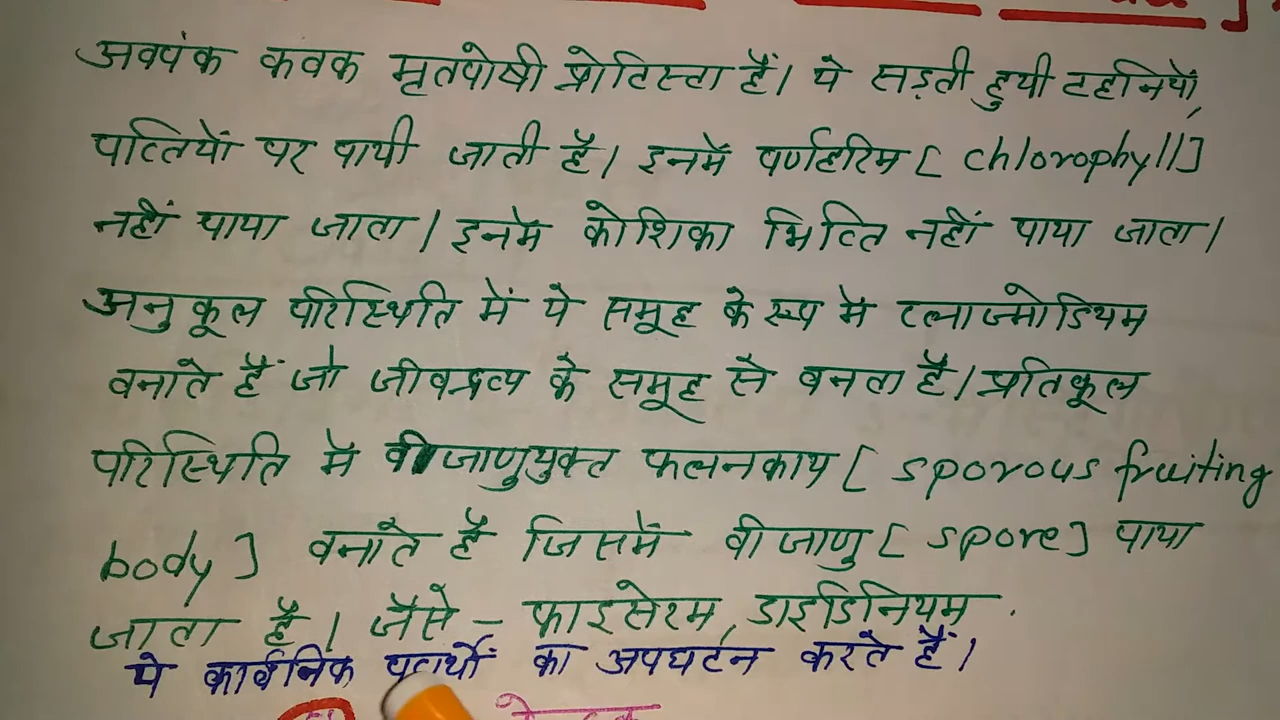 अवपंक कवक मृतपोषी प्रोटिस्टा हैं। ये सड़ती हुयी टहनियों,
पत्तियों पर पायी जाती है। इनमें पर्णहरिम [ chlorophyll]
नहीं पाया जाता। इनमें कोशिका भित्ति नहीं पाया जाता।
अनुकूल परिस्थिति में ये समूह के रूप में प्लाज्मोडियम
बनाते हैं जो जीवद्रव्य के समूह से बनता है। प्रतिकूल
परिस्थिति में बीजाणुयुक्त फलनकाय [ sporous fruiting
body] बनाते है जिसमें बीजाणु [ spore] पाया
जाता है। जैसे - फाइसेरम, डाइडिनियम.
ये कार्बनिक पदार्थों का अपघटन करते हैं।